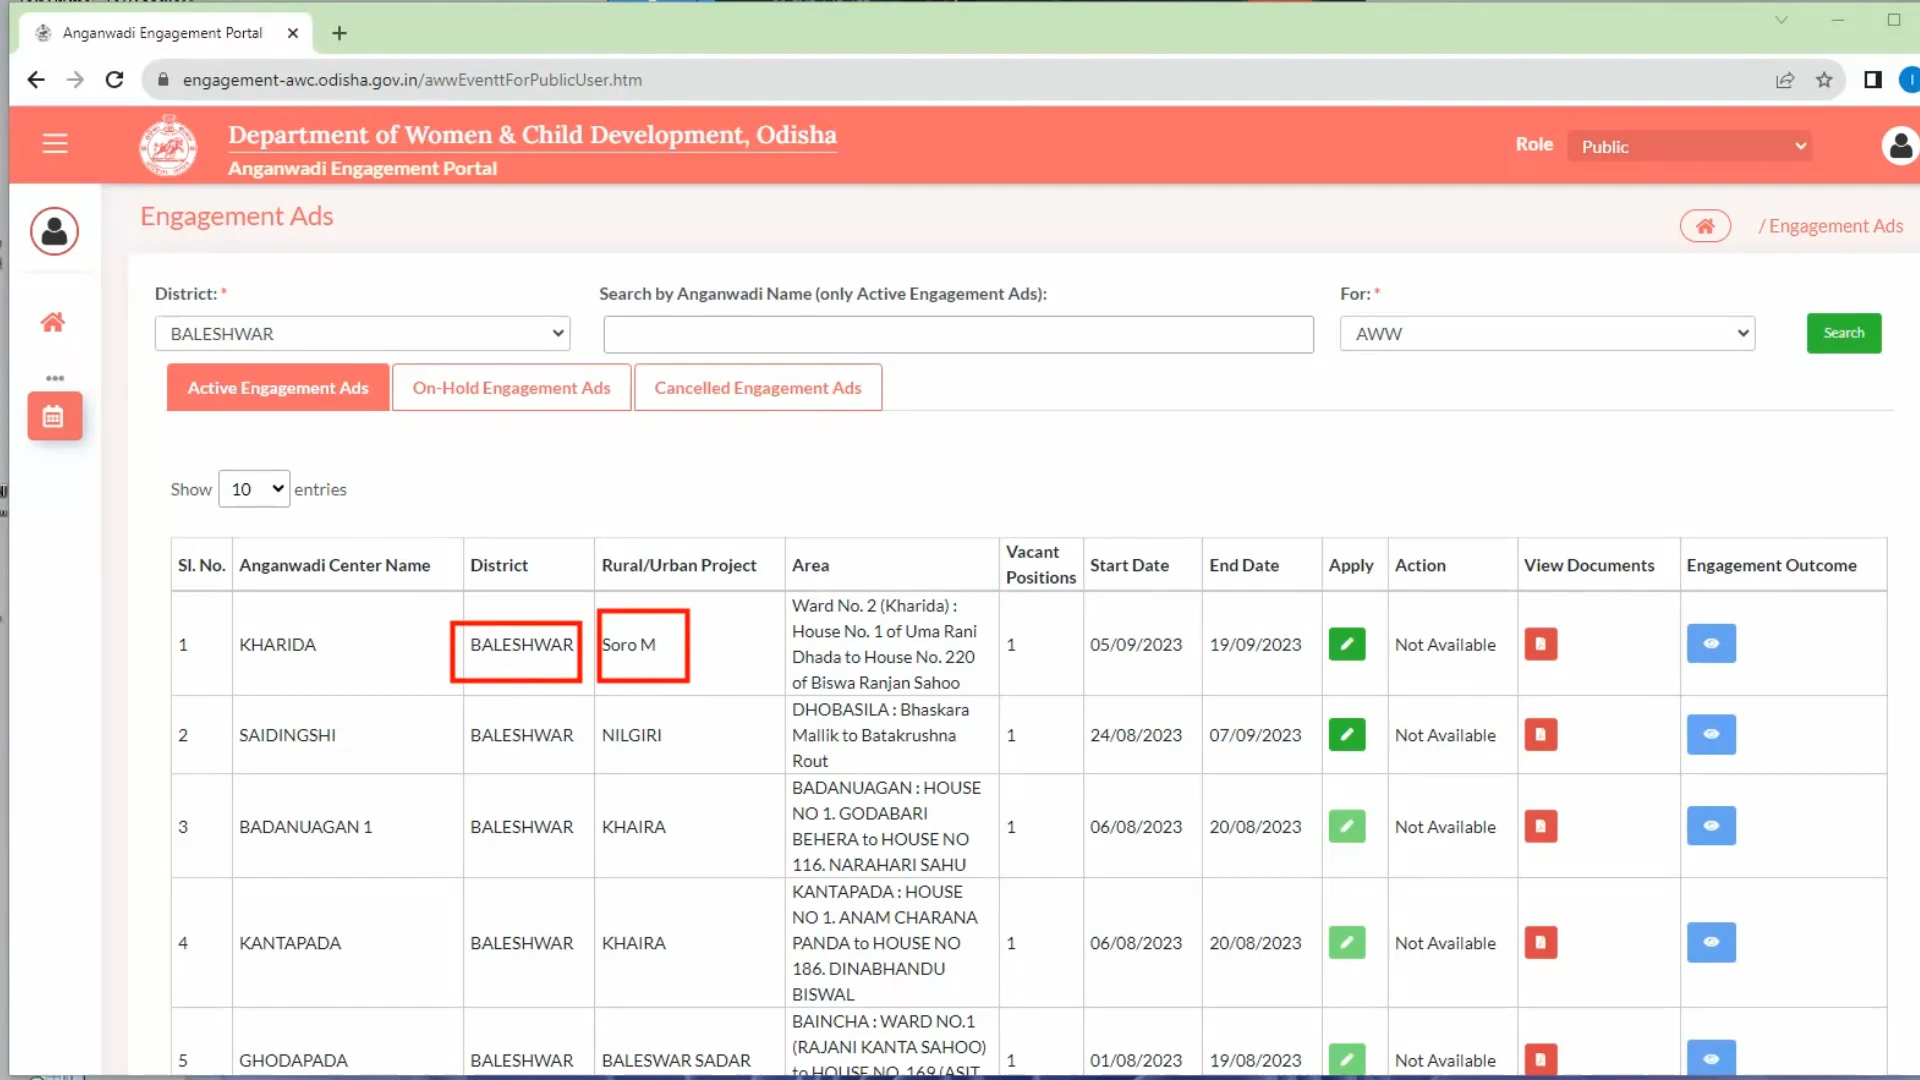 Anganwadi Engagement Portal
engagement-awc.odisha.gov.in/awwEventtForPublicUser.htm
Department of Women & Child Development, Odisha
Anganwadi Engagement Portal
Role
Public
Engagement Ads
/ Engagement Ads
District: *
Search by Anganwadi Name (only Active Engagement Ads):
For: *
BALESHWAR
AWW
Search
Active Engagement Ads
On-Hold Engagement Ads
Cancelled Engagement Ads
Show 10 entries
Sl. No.
Anganwadi Center Name
District
Rural/Urban Project
Area
Vacant
Positions
Start Date
End Date
Apply
Action
View Documents
Engagement Outcome
1
KHARIDA
BALESHWAR
Soro M
Ward No. 2 (Kharida) :
House No. 1 of Uma Rani
Dhada to House No. 220
of Biswa Ranjan Sahoo
1
05/09/2023
19/09/2023
Not Available
2
SAIDINGSHI
BALESHWAR
NILGIRI
DHOBASILA : Bhaskara
Mallik to Batakrushna
Rout
1
24/08/2023
07/09/2023
Not Available
3
BADANUAGAN 1
BALESHWAR
KHAIRA
BADANUAGAN : HOUSE
NO 1. GODABARI
BEHERA to HOUSE NO
116. NARAHARI SAHU
1
06/08/2023
20/08/2023
Not Available
4
KANTAPADA
BALESHWAR
KHAIRA
KANTAPADA : HOUSE
NO 1. ANAM CHARANA
PANDA to HOUSE NO
186. DINABHANDU
BISWAL
1
06/08/2023
20/08/2023
Not Available
5
GHODAPADA
BALESHWAR
BALESWAR SADAR
BAINCHA : WARD NO.1
(RAJANI KANTA SAHOO)
to HOUSE NO. 169 (ASIT
1
01/08/2023
19/08/2023
Not Available